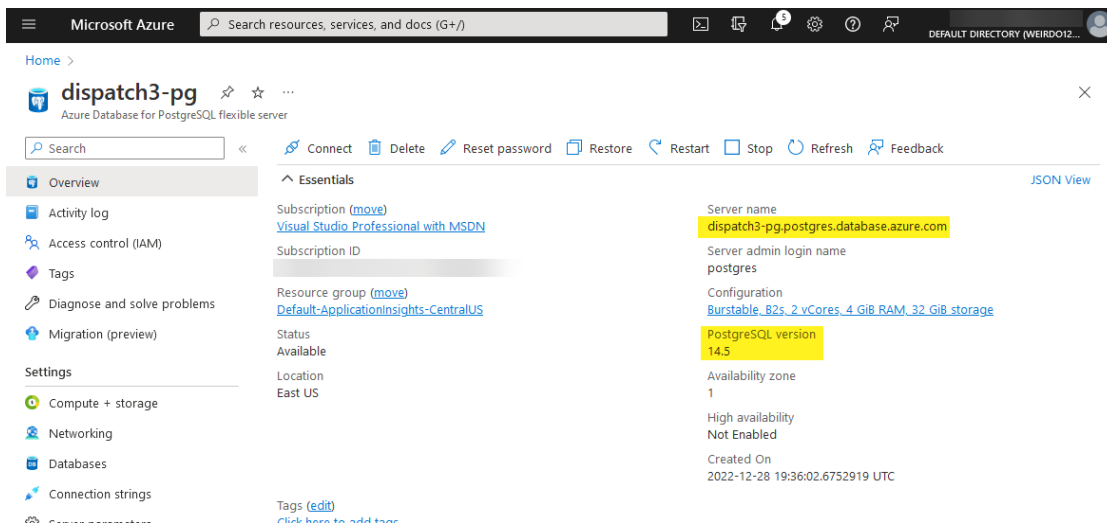 Microsoft Azure
Search resources, services, and docs (G+/)
5
DEFAULT DIRECTORY (WEIRDO12...
Home >
dispatch3-pg
Azure Database for PostgreSQL flexible server
Search
Connect Delete Reset password Restore Restart Stop Refresh Feedback
Overview
Activity log
Access control (IAM)
Tags
Diagnose and solve problems
Migration (preview)
Settings
Compute + storage
Networking
Databases
Connection strings
Server parameters
Essentials
JSON View
Subscription (move)
Visual Studio Professional with MSDN
Subscription ID
Resource group (move)
Default-ApplicationInsights-CentralUS
Status
Available
Location
East US
Server name
dispatch3-pg.postgres.database.azure.com
Server admin login name
postgres
Configuration
Burstable, B2s, 2 vCores, 4 GiB RAM, 32 GiB storage
PostgreSQL version
14.5
Availability zone
1
High availability
Not Enabled
Created On
2022-12-28 19:36:02.6752919 UTC
Tags (edit)
Click here to add tags